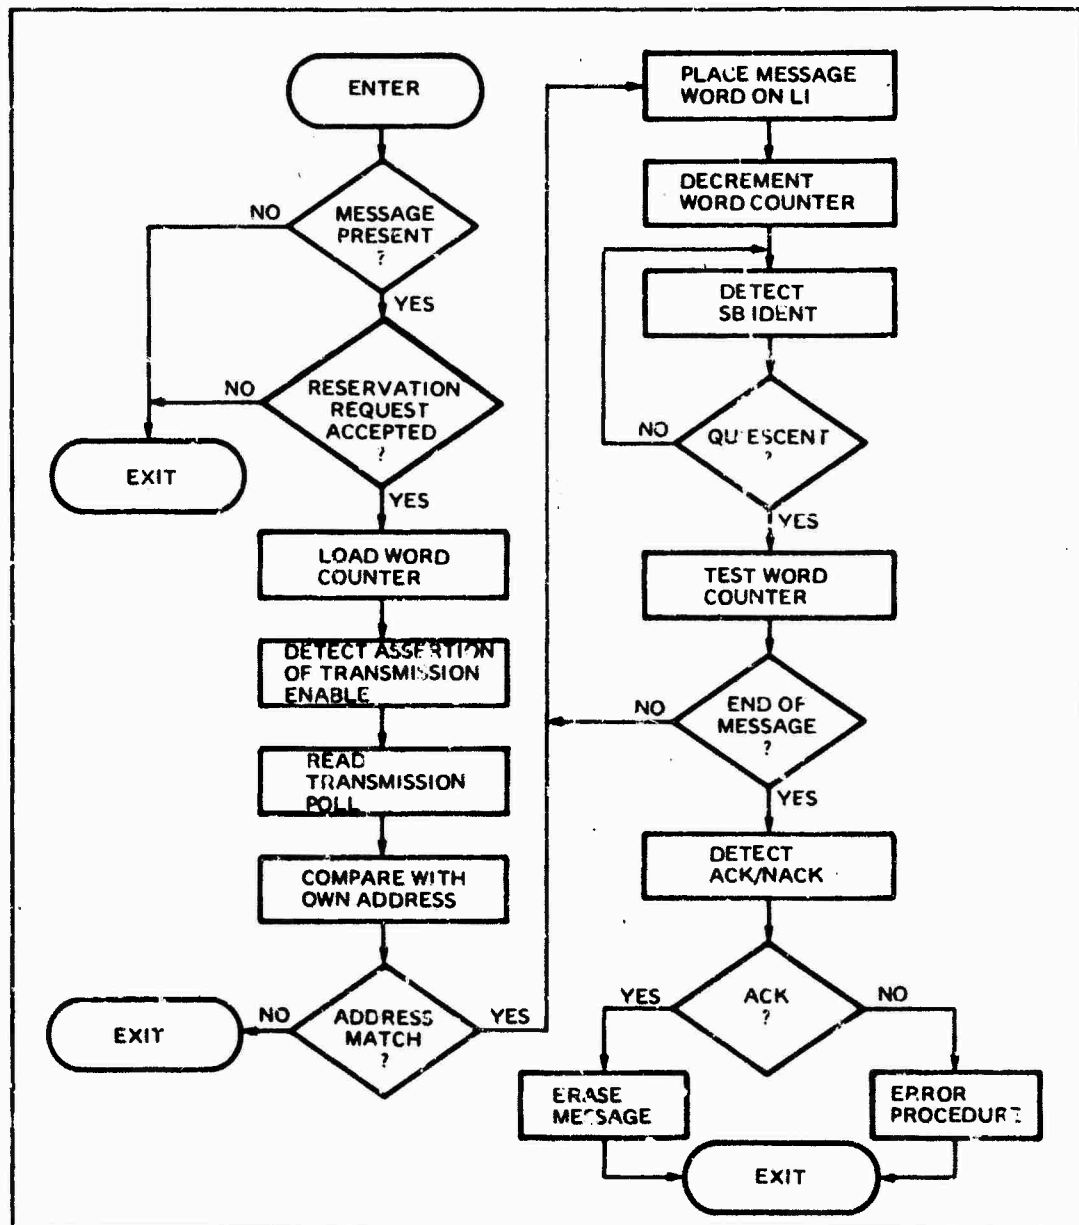 ENTER
MESSAGE
PRESENT
?
NO
YES
RESERVATION
REQUEST
ACCEPTED
?
NO
EXIT
YES
LOAD WORD
COUNTER
DETECT ASSERTION
OF TRANSMISSION
ENABLE
READ
TRANSMISSION
POLL
COMPARE WITH
OWN ADDRESS
ADDRESS
MATCH
?
NO
EXIT
YES
PLACE MESSAGE
WORD ON LI
DECREMENT
WORD COUNTER
DETECT
SB IDENT
QUIESCENT
?
NO
YES
TEST WORD
COUNTER
END OF
MESSAGE
?
NO
YES
DETECT
ACK/NACK
ACK
?
YES
NO
ERASE
MESSAGE
ERROR
PROCEDURE
EXIT